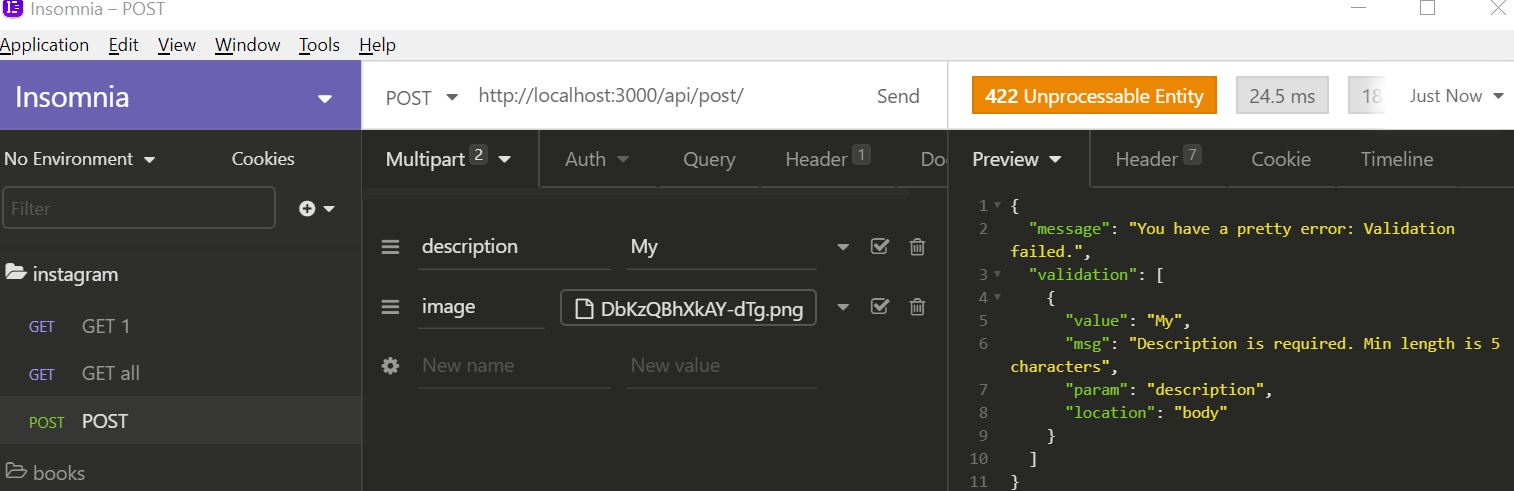 Insomnia – POST
Application Edit View Window Tools Help
Insomnia
POST http://localhost:3000/api/post/ Send
422 Unprocessable Entity 24.5 ms 18 Just Now
No Environment Cookies
Multipart 2 Auth Query Header 1
Preview Header 7 Cookie Timeline
Filter
description My
image DbKzQBhXkAY-dTg.png
New name New value
instagram
GET GET 1
GET GET all
POST POST
books
1 {
2 "message": "You have a pretty error: Validation
failed.",
3 "validation": [
4 {
5 "value": "My",
6 "msg": "Description is required. Min length is 5
characters",
7 "param": "description",
8 "location": "body"
9 }
10 ]
11 }